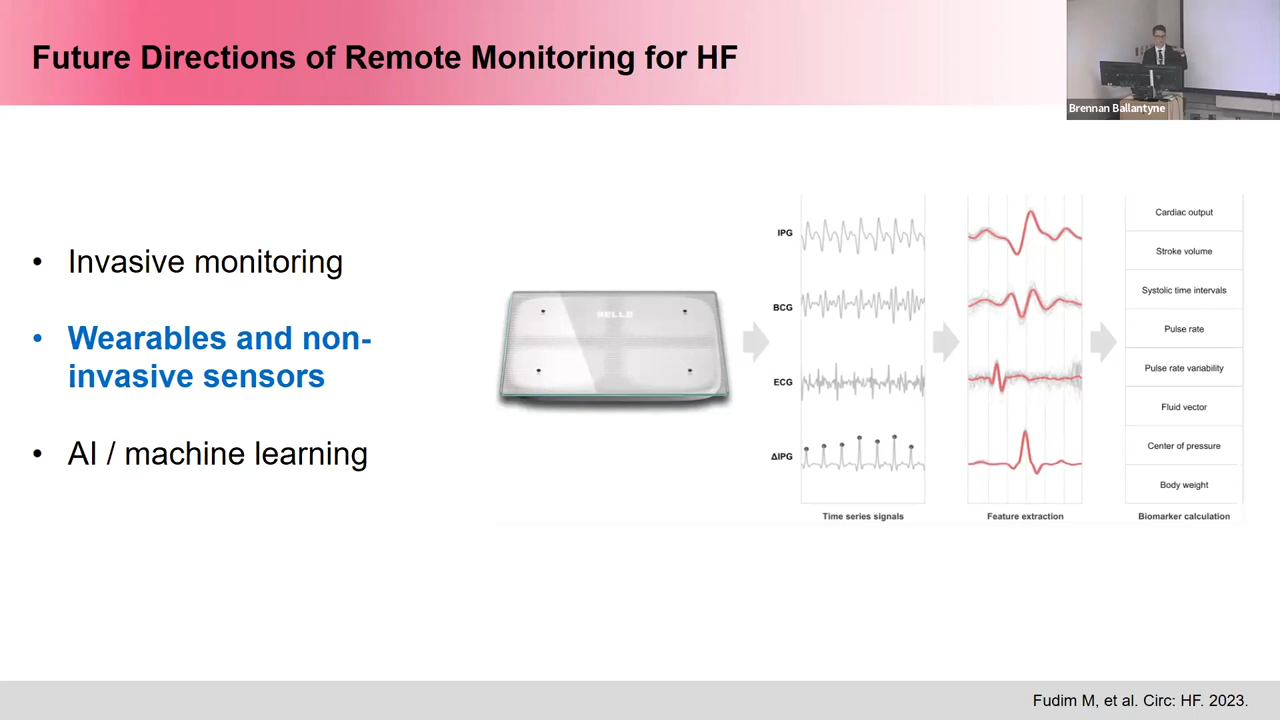 Future Directions of Remote Monitoring for HF
Brennan Ballantyne
• Invasive monitoring
• Wearables and non-
invasive sensors
• AI / machine learning
HELLO
IPG
BCG
ECG
ΔIPG
Time series signals
Feature extraction
Cardiac output
Stroke volume
Systolic time intervals
Pulse rate
Pulse rate variability
Fluid vector
Center of pressure
Body weight
Biomarker calculation
Fudim M, et al. Circ: HF. 2023.